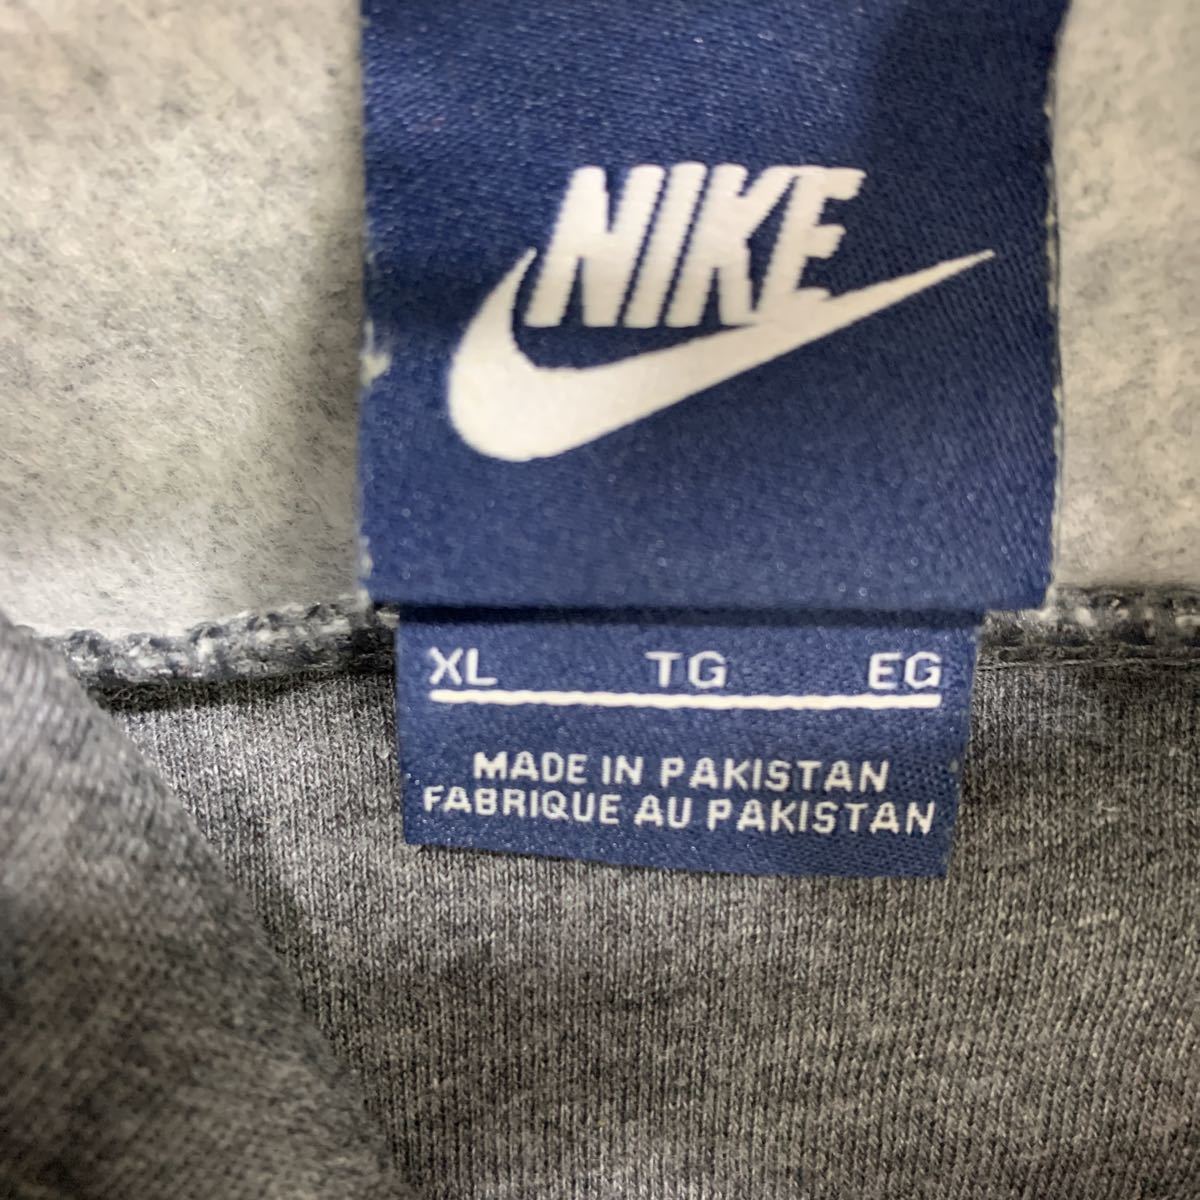 NIKE
XL TG EG
MADE IN PAKISTAN
FABRIQUE AU PAKISTAN